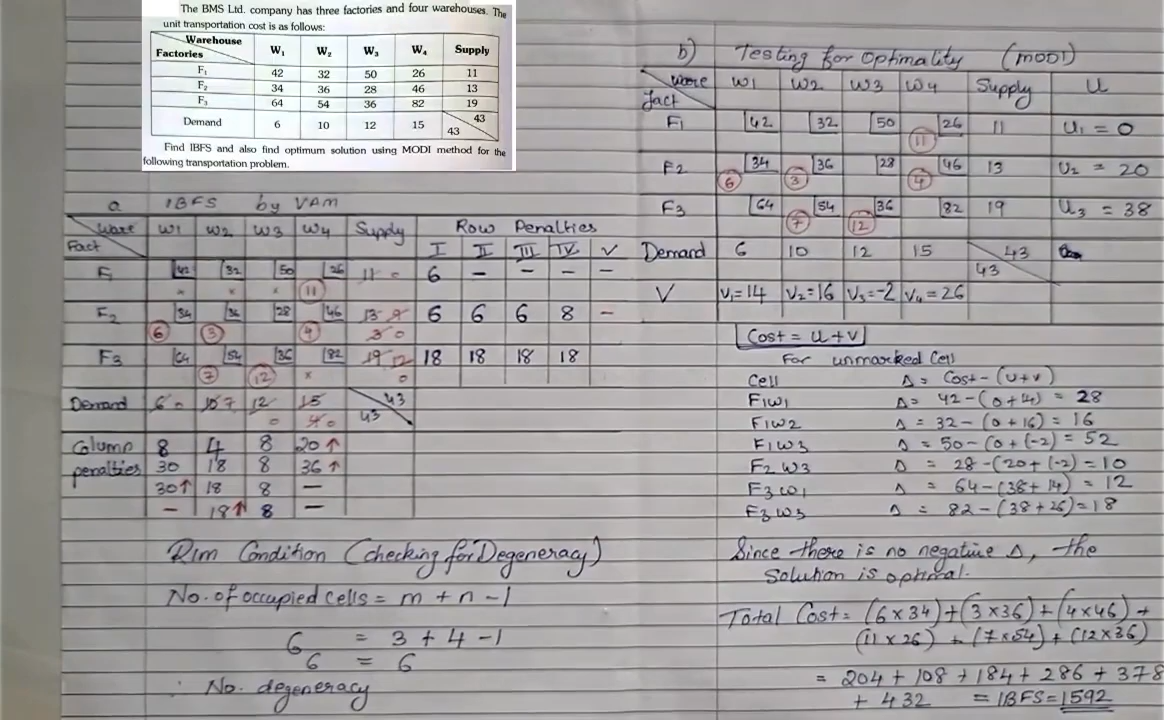 The BMS Ltd. company has three factories and four warehouses. The
unit transportation cost is as follows:
Warehouse
Factories W₁ W₂ W₃ W₄ Supply
F₁ 42 32 50 26 11
F₂ 34 36 28 46 13
F₃ 64 54 36 82 19
Demand 6 10 12 15 43 43
Find IBFS and also find optimum solution using MODI method for the
following transportation problem.
a IBFS by VAM
Ware W1 W2 W3 W4 Supply Row Penalties
Fact I II III IV V
F1 42 32 50 26 11 0 6 - - - -
x x x 11
F2 34 36 28 46 13 9 6 6 6 8 -
6 3 4 3 0
F3 64 54 36 82 19 12 18 18 18 18
7 12 x 0
Demand 6 0 10 7 12 15 43
0 4 0 43
Column 8 4 8 20↑
penalties 30 18 8 36↑
30↑ 18 8 -
- 18↑ 8 -
Rim Condition (checking for Degeneracy)
No. of occupied cells = m + n - 1
6 = 3 + 4 - 1
6 = 6
∴ No. degeneracy
b) Testing for Optimality (MODI)
Ware W1 W2 W3 W4 Supply U
fact
F1 42 32 50 26 11 U₁ = 0
11
F2 34 36 28 46 13 U₂ = 20
6 3 4
F3 64 54 36 82 19 U₃ = 38
7 12
Demand 6 10 12 15 43
43
V V₁=14 V₂=16 V₃=-2 V₄=26
Cost = U+V
For unmarked Cell
Cell Δ = Cost-(U+V)
F1W1 Δ = 42-(0+14) = 28
F1W2 Δ = 32-(0+16) = 16
F1W3 Δ = 50-(0+(-2) = 52
F2W3 Δ = 28-(20+(-2) = 10
F3W1 Δ = 64-(38+14) = 12
F3W3 Δ = 82-(38+26) = 18
Since there is no negative Δ, the
solution is optimal.
Total Cost = (6×34)+(3×36)+(4×46)+
(11×26)+(7×54)+(12×36)
= 204+108+184+286+378
+ 432 = IBFS = 1592